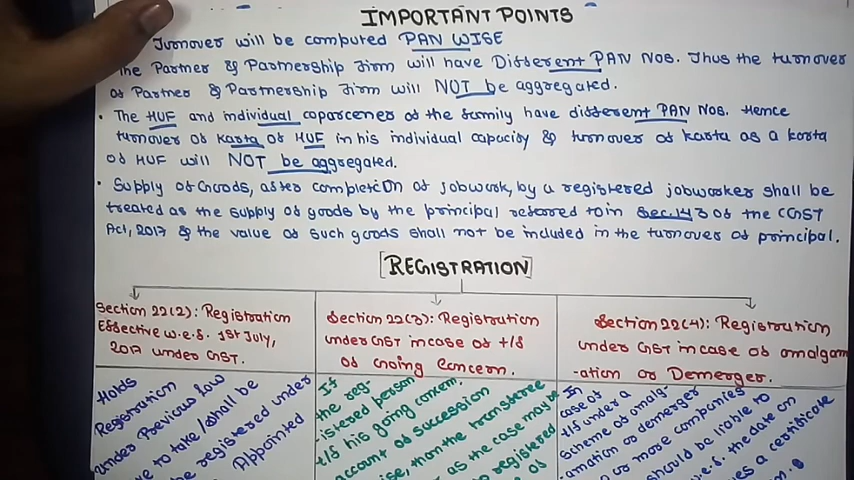 IMPORTANT POINTS
Turnover will be computed PAN WISE
The Partner & Partnership Firm will have Different PAN Nos. Thus the turnover
of Partner & Partnership Firm will NOT be aggregated.
• The HUF and individual coparcener of the family have different PAN Nos. Hence
turnover of Karta of HUF in his individual capacity & turnover of Karta as a Karta
of HUF will NOT be aggregated.
• Supply of Goods, after completion of jobwork, by a registered jobworker shall be
treated as the supply of goods by the principal referred to in Sec. 143 of the CGST
Act, 2017 & the value of such goods shall not be included in the turnover of principal.
[REGISTRATION]
Section 22(2): Registration
Effective w.e.f. 1st July,
2017 under GST.
Holds
Registration
under Previous Law
to take/shall be
registered under
Appointed
Section 22(3): Registration
under GST in case of t/f
of Going Concern.
If
the reg-
istered person
t/f his going concern
account of succession
, then the transferee
or as the case may be
registered
of
Section 22(4): Registration
under GST in case of amalgam
-ation or Demerger.
In
case of
t/f under a
scheme of amalg-
amation or demerger
or more companies
should be liable to
w.e.f. the date on
a certificate